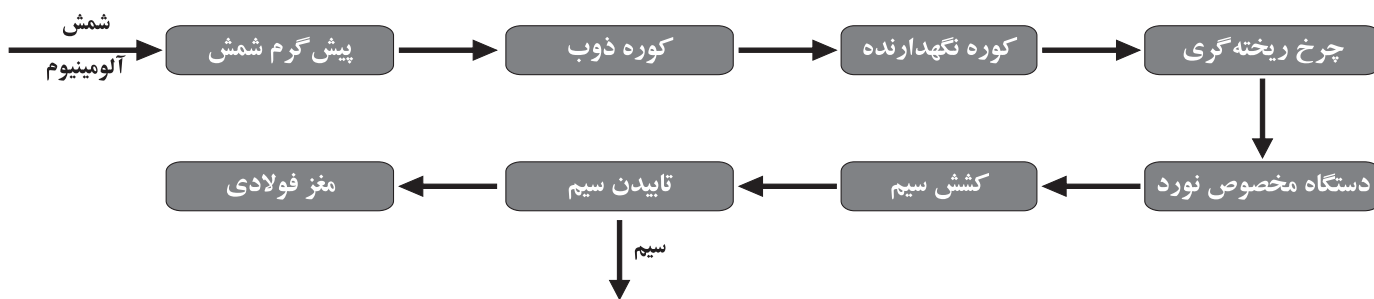 شمش
آلومینیوم
پیش‌گرم شمش
کوره ذوب
کوره نگهدارنده
چرخ ریخته‌گری
دستگاه مخصوص نورد
کشش سیم
تابیدن سیم
مغز فولادی
سیم